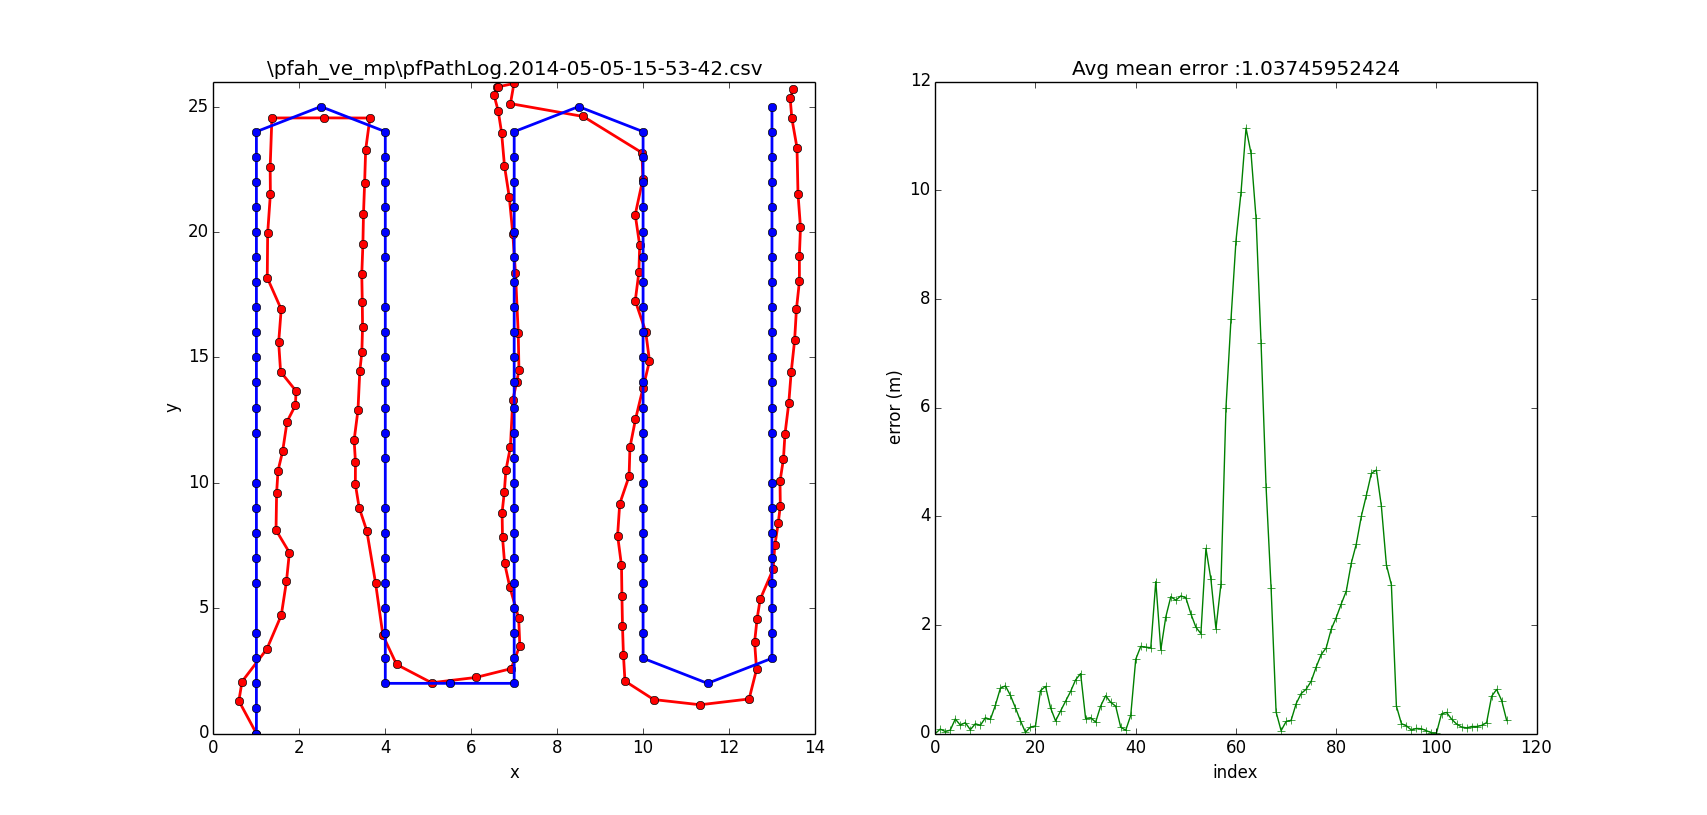 \pfah_ve_mp\pfPathLog.2014-05-05-15-53-42.csv
25
20
15
10
5
0
y
0 2 4 6 8 10 12 14
x
Avg mean error :1.03745952424
12
10
8
6
4
2
0
error (m)
0 20 40 60 80 100 120
index